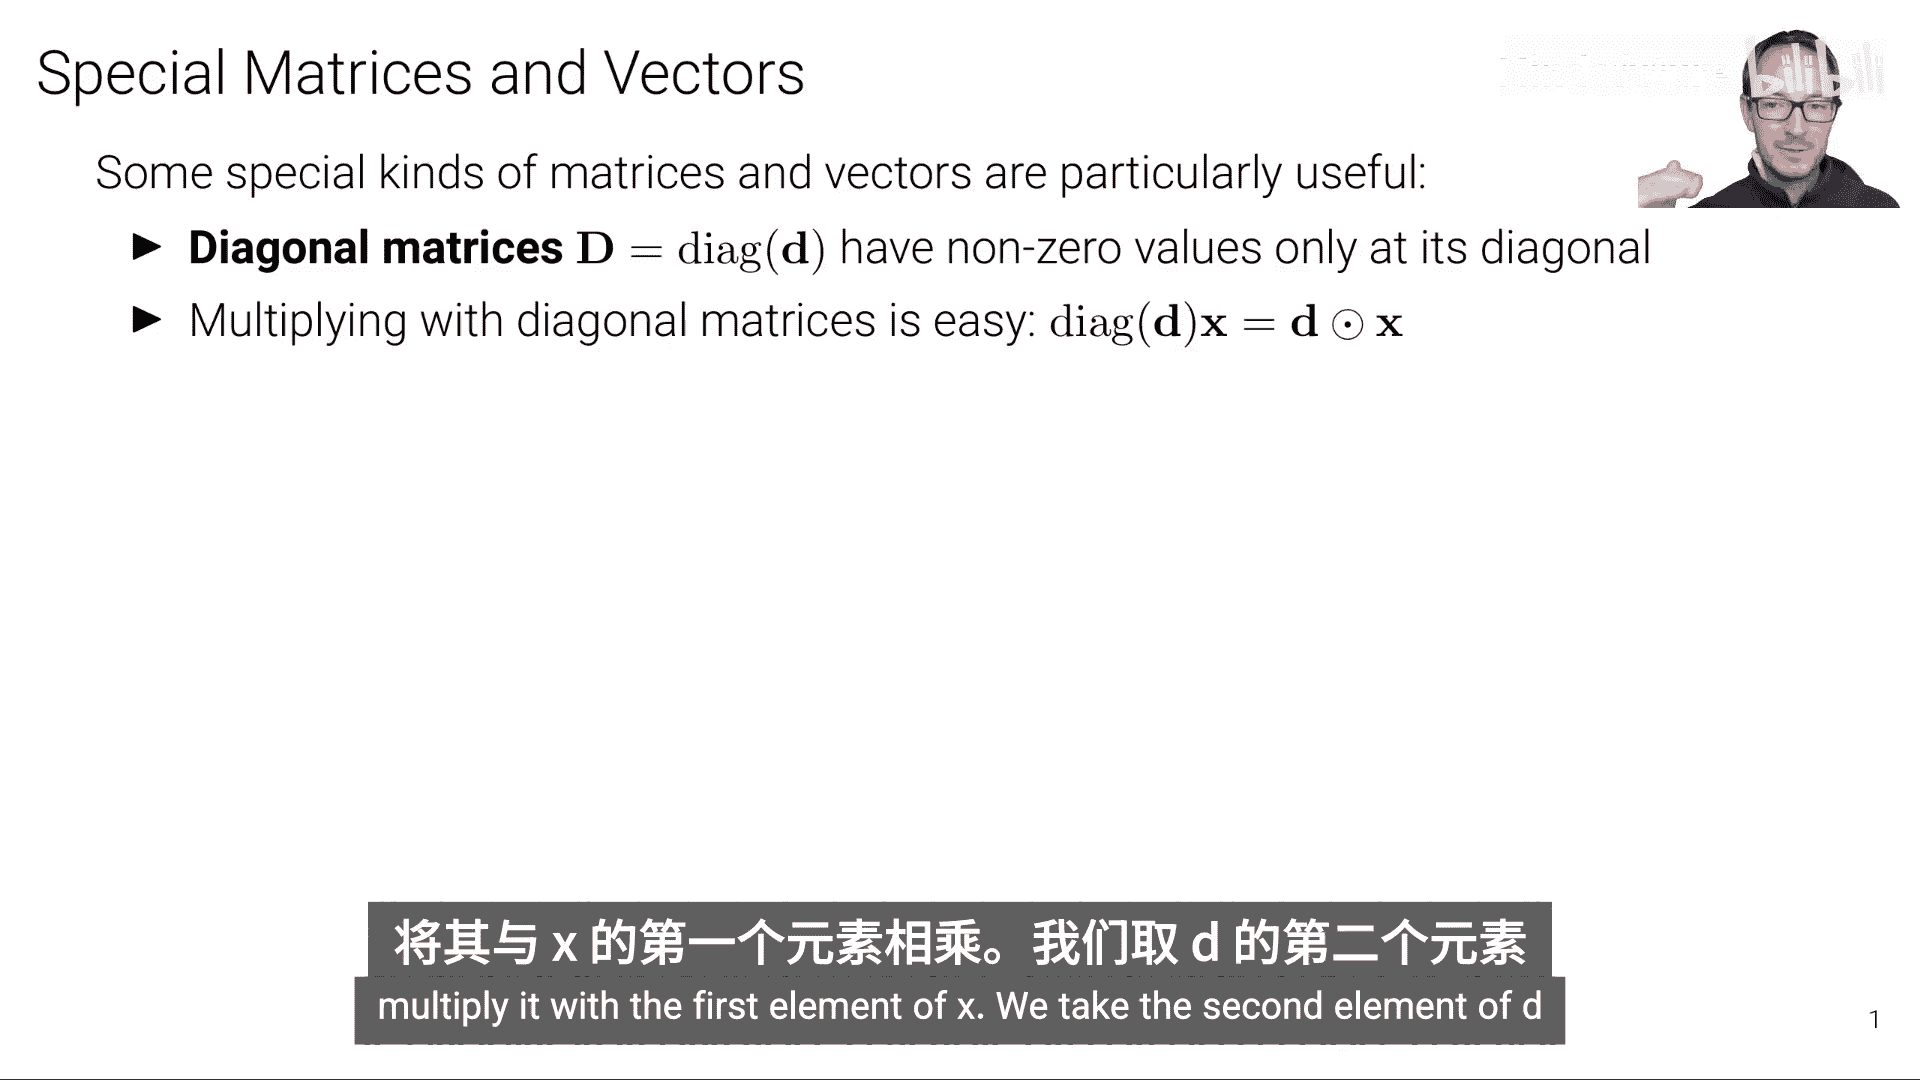 Special Matrices and Vectors
bilibili
Some special kinds of matrices and vectors are particularly useful:
▶ Diagonal matrices D = diag(d) have non-zero values only at its diagonal
▶ Multiplying with diagonal matrices is easy: diag(d)x = d ⊙ x
将其与 x 的第一个元素相乘。我们取 d 的第二个元素
multiply it with the first element of x. We take the second element of d
1